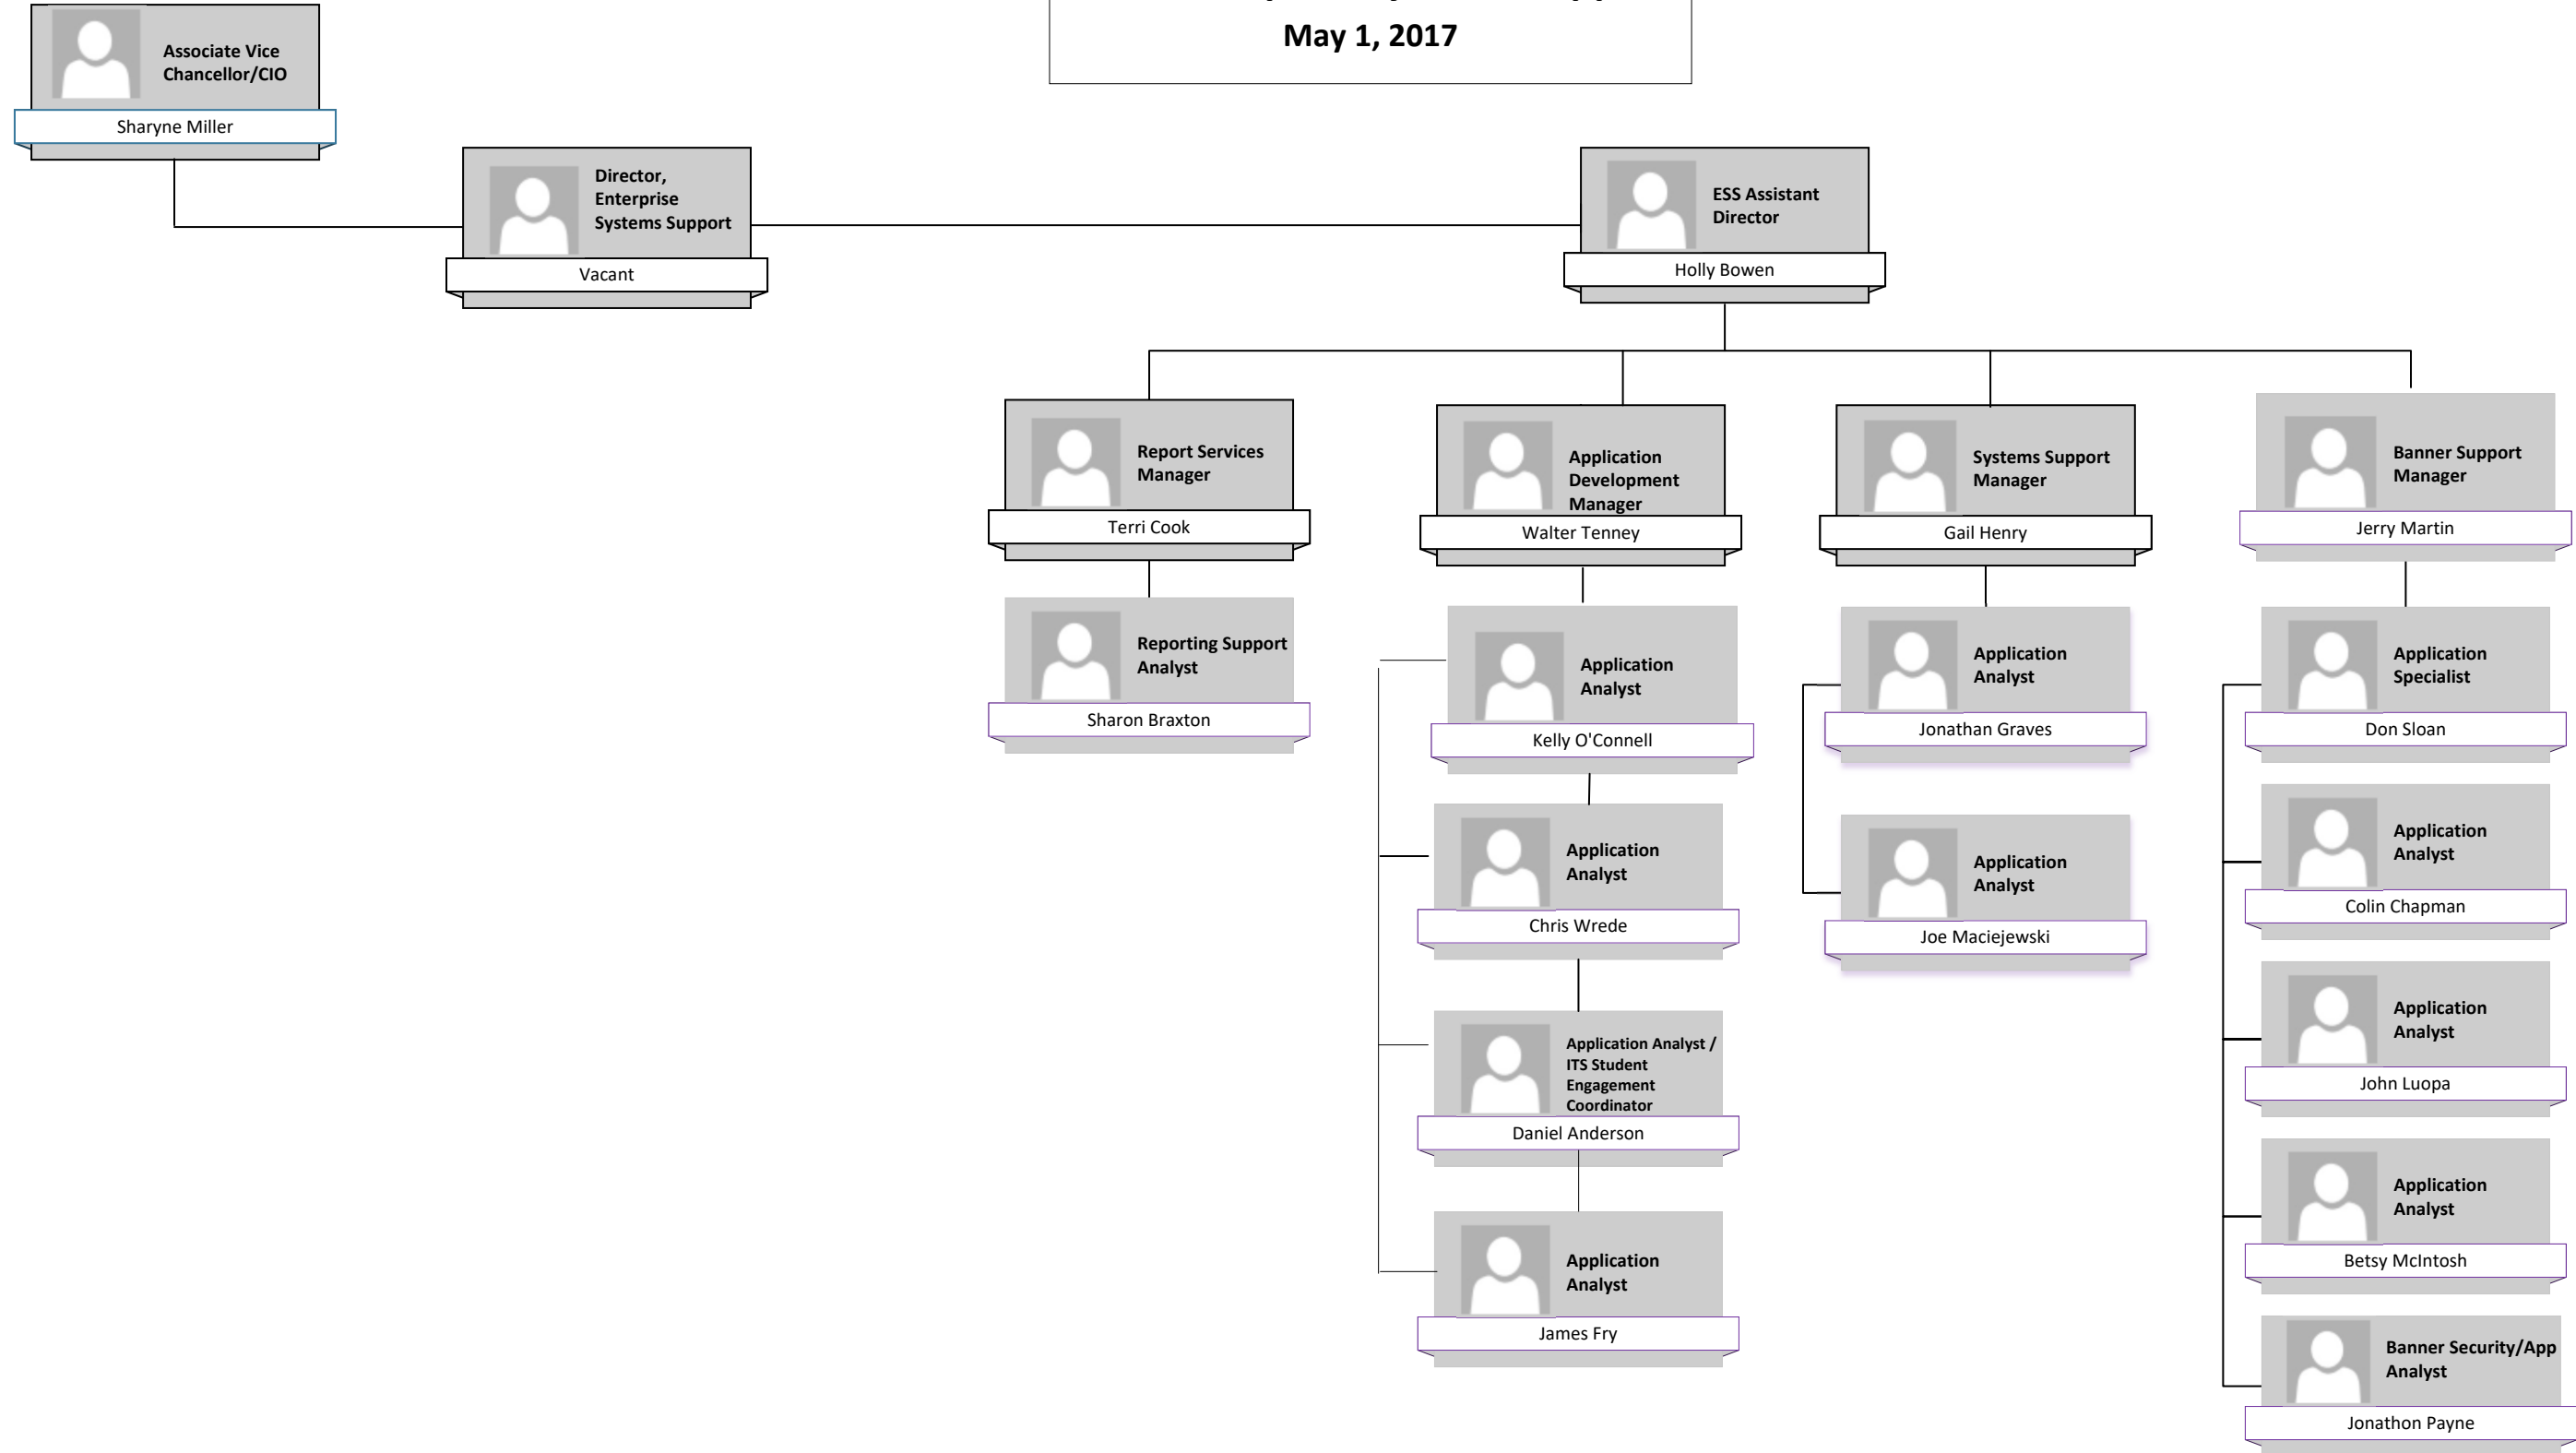 May 1, 2017
Associate Vice
Chancellor/CIO
Sharyne Miller
Director,
Enterprise
Systems Support
Vacant
ESS Assistant
Director
Holly Bowen
Report Services
Manager
Terri Cook
Application
Development
Manager
Walter Tenney
Systems Support
Manager
Gail Henry
Banner Support
Manager
Jerry Martin
Reporting Support
Analyst
Sharon Braxton
Application
Analyst
Kelly O'Connell
Application
Analyst
Chris Wrede
Application Analyst /
ITS Student
Engagement
Coordinator
Daniel Anderson
Application
Analyst
James Fry
Application
Analyst
Jonathan Graves
Application
Analyst
Joe Maciejewski
Application
Specialist
Don Sloan
Application
Analyst
Colin Chapman
Application
Analyst
John Luopa
Application
Analyst
Betsy McIntosh
Banner Security/App
Analyst
Jonathon Payne